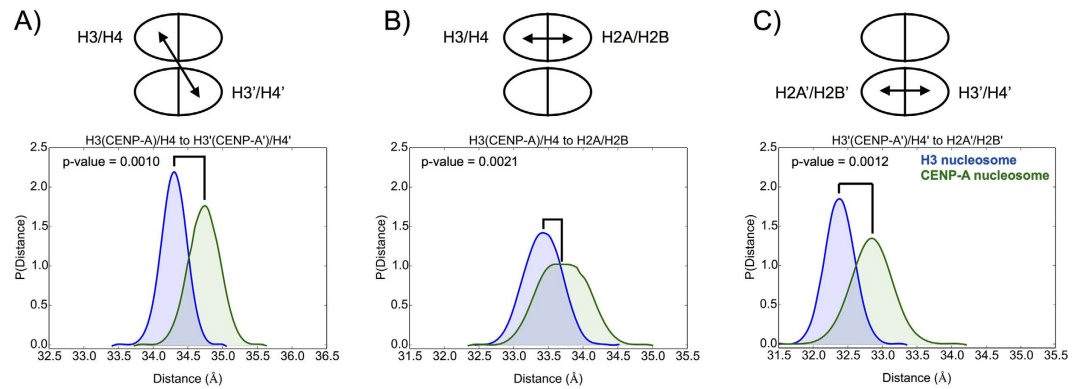 A)
H3/H4
H3'/H4'
H3(CENP-A)/H4 to H3'(CENP-A')/H4'
p-value = 0.0010
P(Distance)
2.5
2.0
1.5
1.0
0.5
0.0
32.5 33.0 33.5 34.0 34.5 35.0 35.5 36.0 36.5
Distance (Å)
B)
H3/H4 H2A/H2B
H3(CENP-A)/H4 to H2A/H2B
p-value = 0.0021
P(Distance)
2.5
2.0
1.5
1.0
0.5
0.0
31.5 32.0 32.5 33.0 33.5 34.0 34.5 35.0 35.5
Distance (Å)
C)
H2A'/H2B' H3'/H4'
H3'(CENP-A')/H4' to H2A'/H2B'
p-value = 0.0012
H3 nucleosome
CENP-A nucleosome
P(Distance)
2.5
2.0
1.5
1.0
0.5
0.0
31.5 32.0 32.5 33.0 33.5 34.0 34.5 35.0 35.5
Distance (Å)